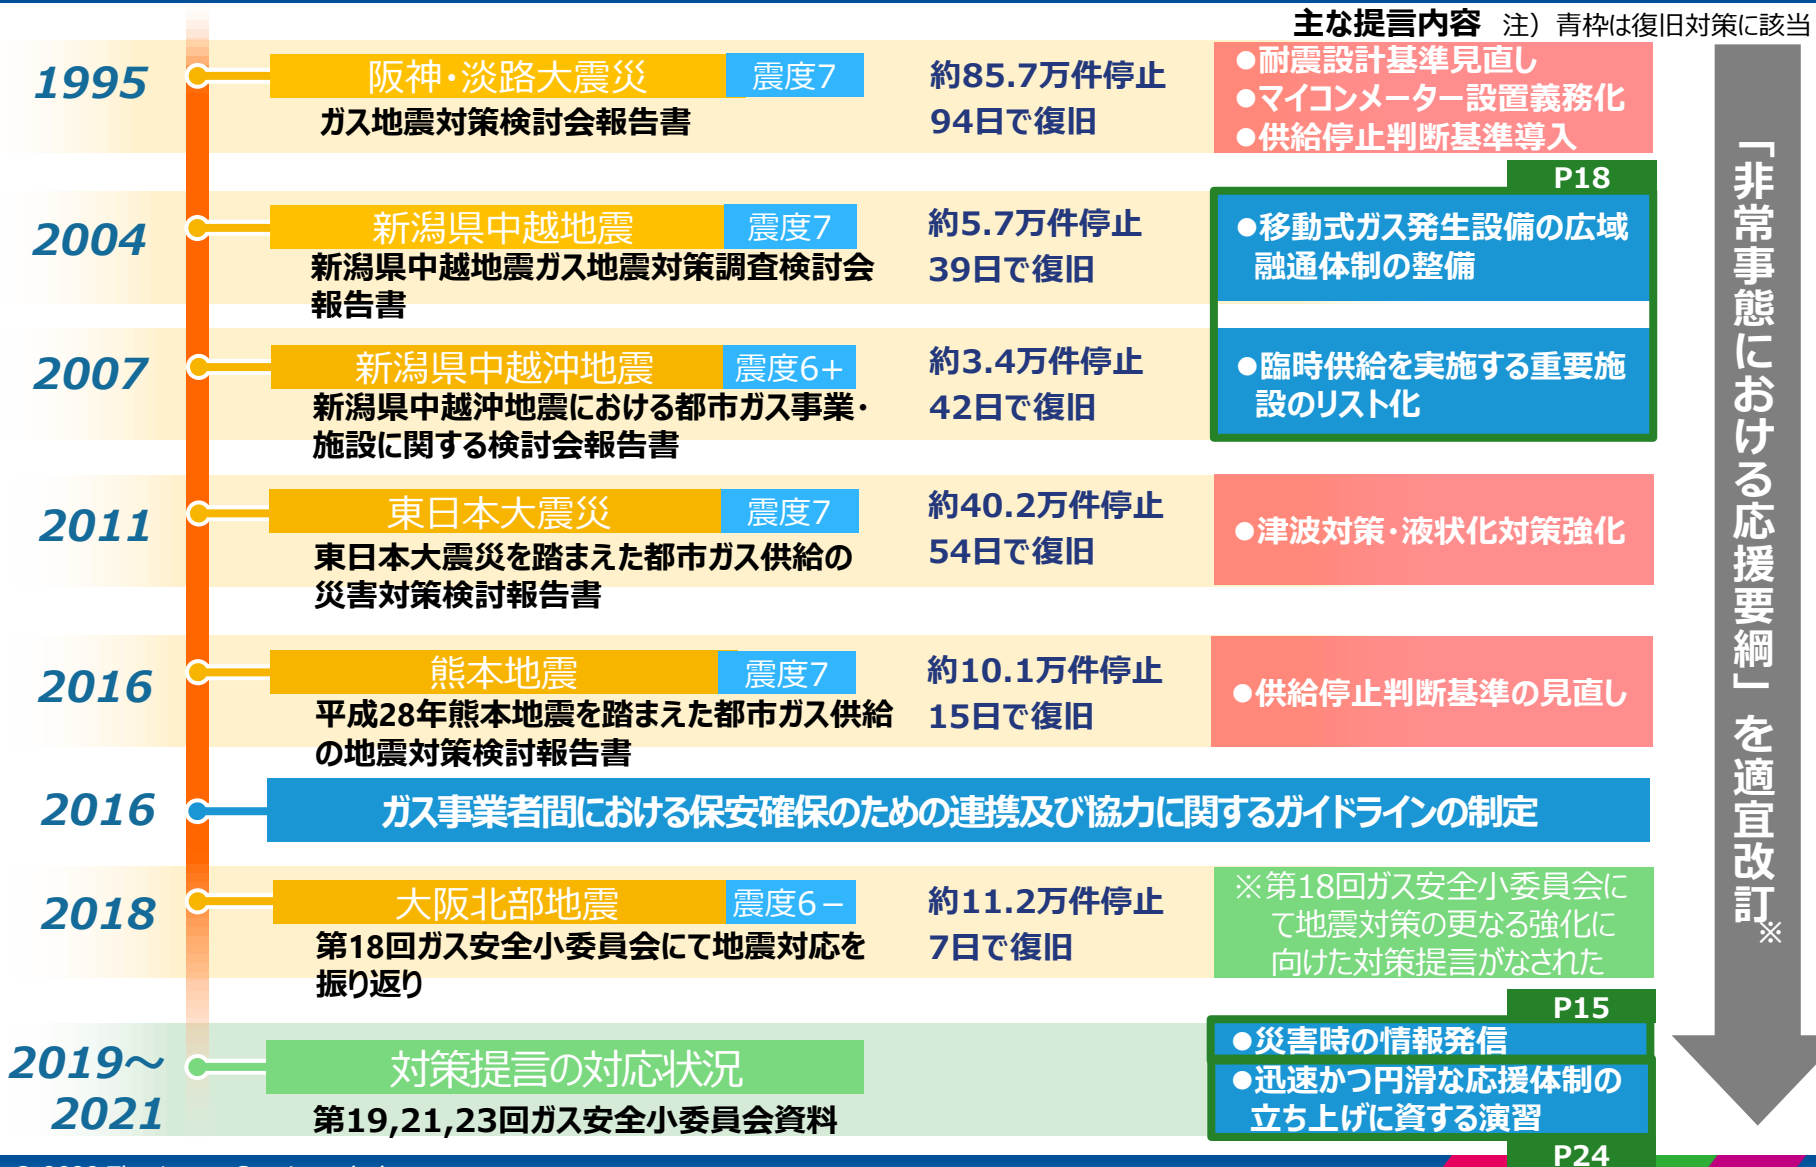 主な提言内容 注）青枠は復旧対策に該当
1995
阪神・淡路大震災 震度7
ガス地震対策検討会報告書
約85.7万件停止
94日で復旧
●耐震設計基準見直し
●マイコンメーター設置義務化
●供給停止判断基準導入
P18
2004
新潟県中越地震 震度7
新潟県中越地震ガス地震対策調査検討会
報告書
約5.7万件停止
39日で復旧
●移動式ガス発生設備の広域
融通体制の整備
2007
新潟県中越沖地震 震度6+
新潟県中越沖地震における都市ガス事業・
施設に関する検討会報告書
約3.4万件停止
42日で復旧
●臨時供給を実施する重要施
設のリスト化
2011
東日本大震災 震度7
東日本大震災を踏まえた都市ガス供給の
災害対策検討報告書
約40.2万件停止
54日で復旧
●津波対策・液状化対策強化
2016
熊本地震 震度7
平成28年熊本地震を踏まえた都市ガス供給
の地震対策検討報告書
約10.1万件停止
15日で復旧
●供給停止判断基準の見直し
2016
ガス事業者間における保安確保のための連携及び協力に関するガイドラインの制定
2018
大阪北部地震 震度6－
第18回ガス安全小委員会にて地震対応を
振り返り
約11.2万件停止
7日で復旧
※第18回ガス安全小委員会に
て地震対策の更なる強化に
向けた対策提言がなされた
P15
2019～
2021
対策提言の対応状況
第19,21,23回ガス安全小委員会資料
●災害時の情報発信
●迅速かつ円滑な応援体制の
立ち上げに資する演習
P24
「非常事態における応援要綱」を適宜改訂※